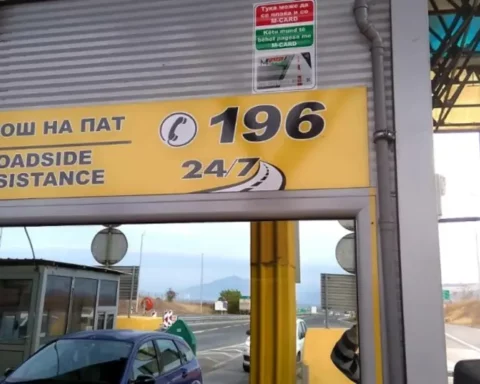 Тука може да
се плаќа и со
M-CARD
Këtu mund të
bëhet pagesa me
M-CARD
ОШ НА ПАТ
OADSIDE
SISTANCE
196
24/7